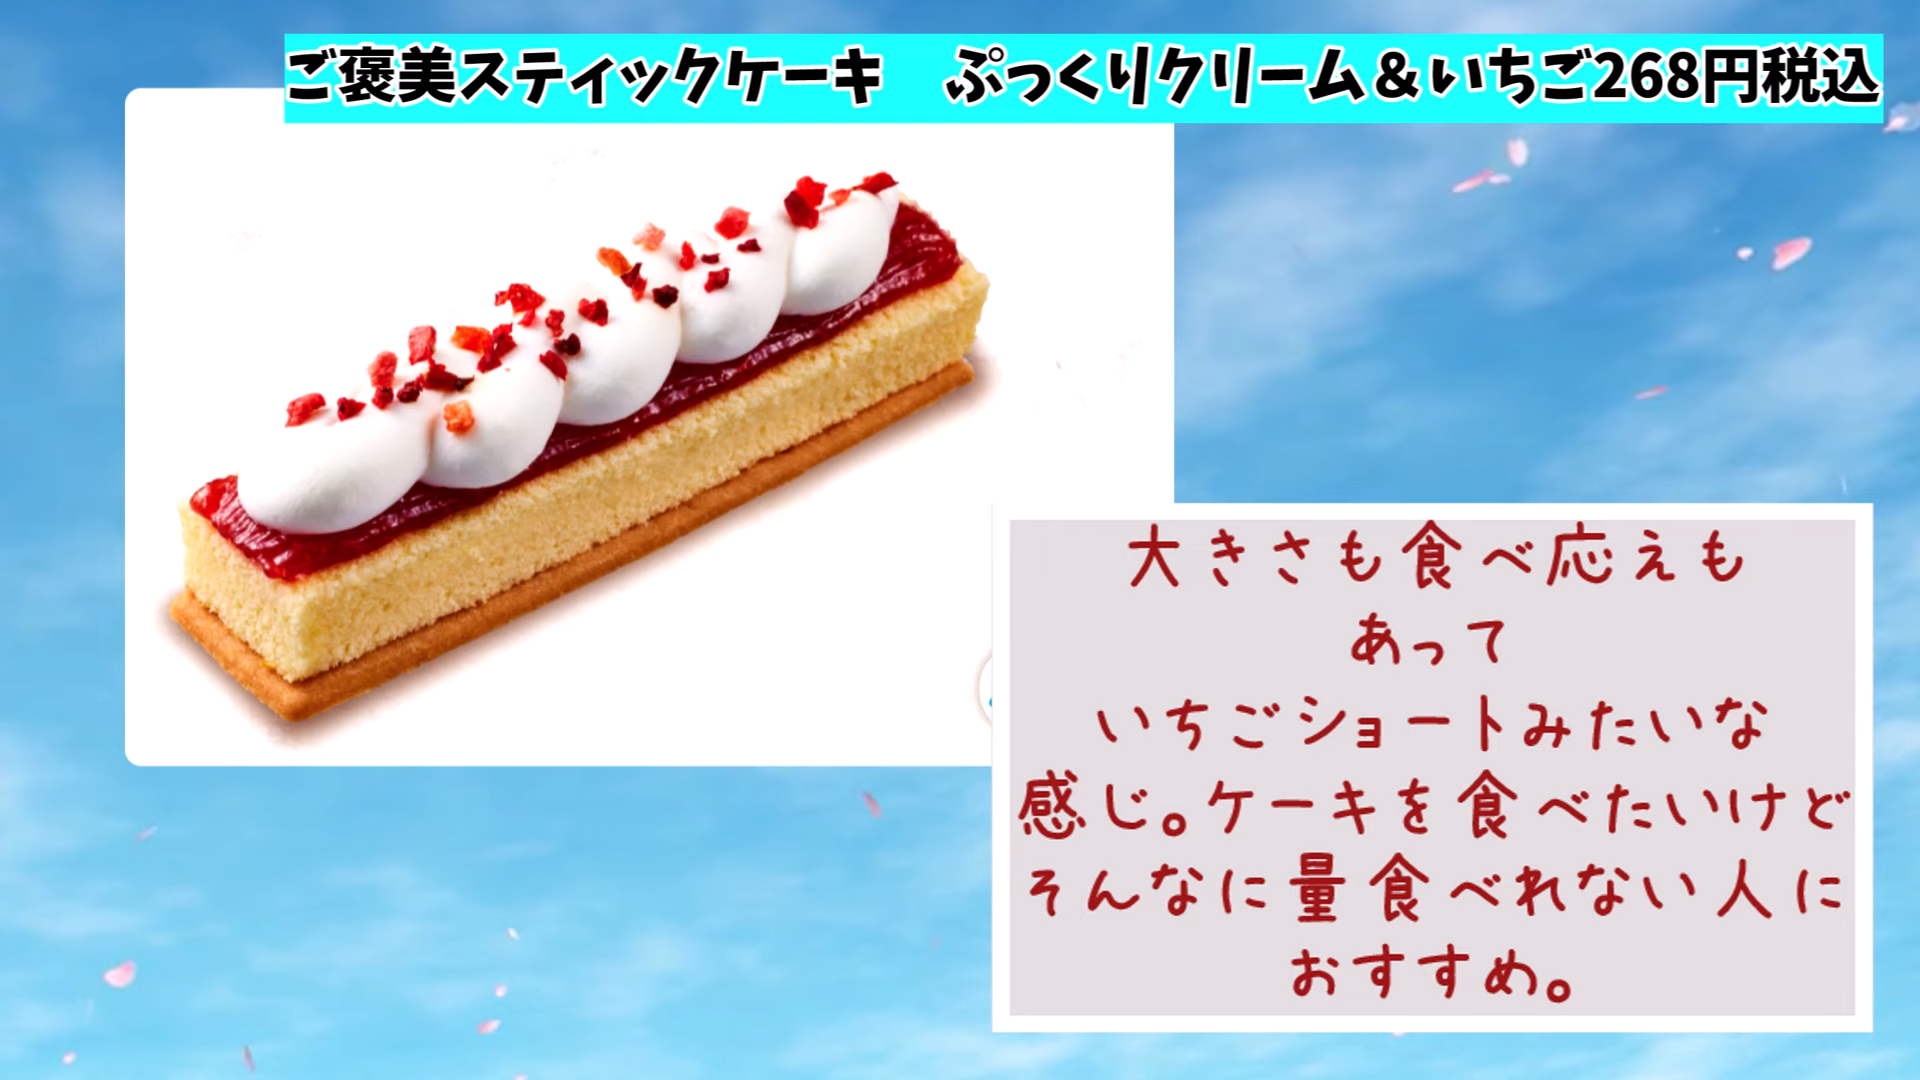 ご褒美スティックケーキ　ぷっくりクリーム＆いちご268円税込
大きさも食べ応えも
あって
いちごショートみたいな
感じ。ケーキを食べたいけど
そんなに量食べれない人に
おすすめ。